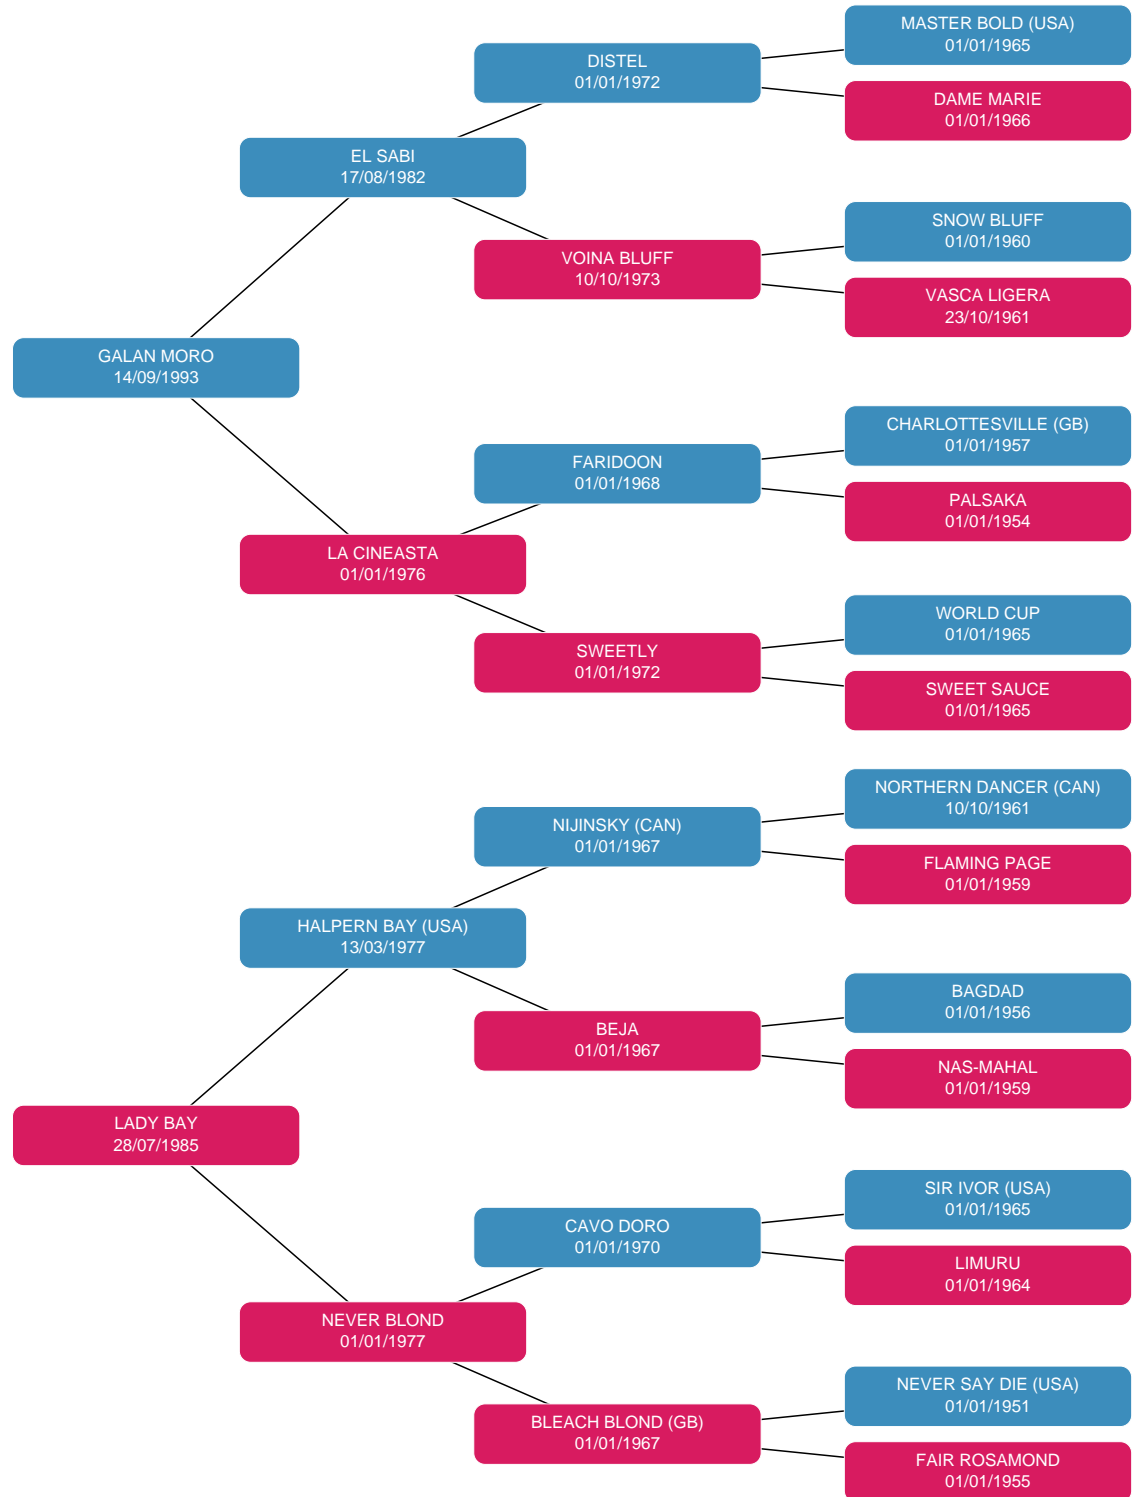 MASTER BOLD (USA)
01/01/1965
DISTEL
01/01/1972
DAME MARIE
01/01/1966
EL SABI
17/08/1982
SNOW BLUFF
01/01/1960
VOINA BLUFF
10/10/1973
VASCA LIGERA
23/10/1961
GALAN MORO
14/09/1993
CHARLOTTESVILLE (GB)
01/01/1957
FARIDOON
01/01/1968
PALSAKA
01/01/1954
LA CINEASTA
01/01/1976
WORLD CUP
01/01/1965
SWEETLY
01/01/1972
SWEET SAUCE
01/01/1965
NORTHERN DANCER (CAN)
10/10/1961
NIJINSKY (CAN)
01/01/1967
FLAMING PAGE
01/01/1959
HALPERN BAY (USA)
13/03/1977
BAGDAD
01/01/1956
BEJA
01/01/1967
NAS-MAHAL
01/01/1959
LADY BAY
28/07/1985
SIR IVOR (USA)
01/01/1965
CAVO DORO
01/01/1970
LIMURU
01/01/1964
NEVER BLOND
01/01/1977
NEVER SAY DIE (USA)
01/01/1951
BLEACH BLOND (GB)
01/01/1967
FAIR ROSAMOND
01/01/1955